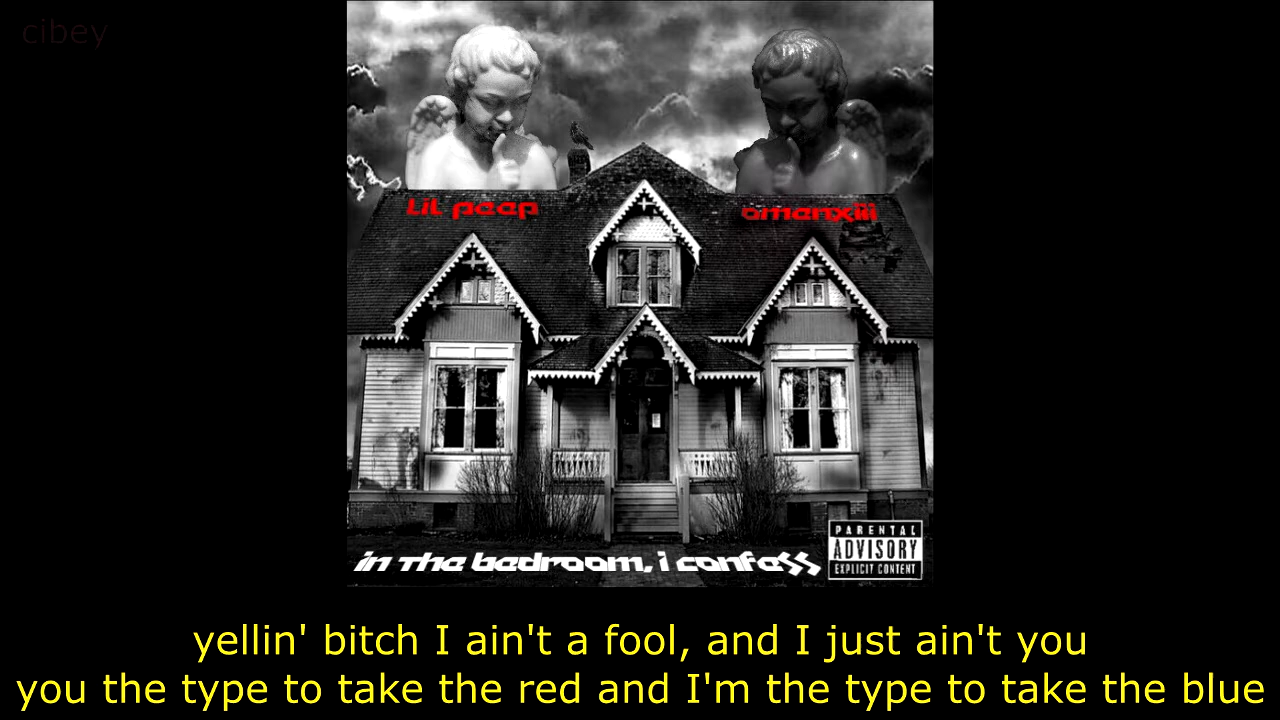 cibey
Lil peep
omenxiii
in The bedroom, i confess
PARENTAL
ADVISORY
EXPLICIT CONTENT
yellin' bitch I ain't a fool, and I just ain't you
you the type to take the red and I'm the type to take the blue